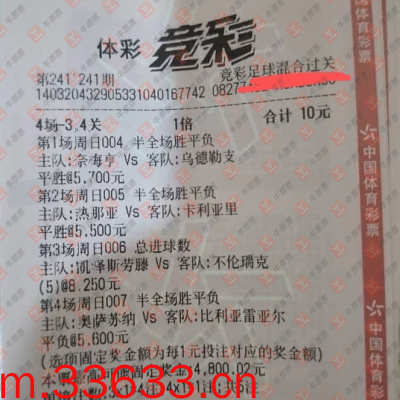 体彩 竞彩
第241241期
竞彩足球混合过关
140320432905331040167742 0827
4场-3,4关 1倍 合计 10元
第1场周日004 半全场胜平负
主队:奈梅亨 Vs 客队:乌德勒支
平胜@5.700元
第2场周日005 半全场胜平负
主队:热那亚 Vs 客队:卡利亚里
平胜@5.500元
第3场周日006 总进球数
主队:凯泽斯劳滕 Vs 客队:不伦瑞克
(5)@8.250元
第4场周日007 半全场胜平负
主队:奥萨苏纳 Vs 客队:比利亚雷亚尔
平负@5.600元
(选项固定奖金额为每1元投注对应的奖金额)
4,800.02元
m.33633.cn
中国体育彩票
中国体育彩票